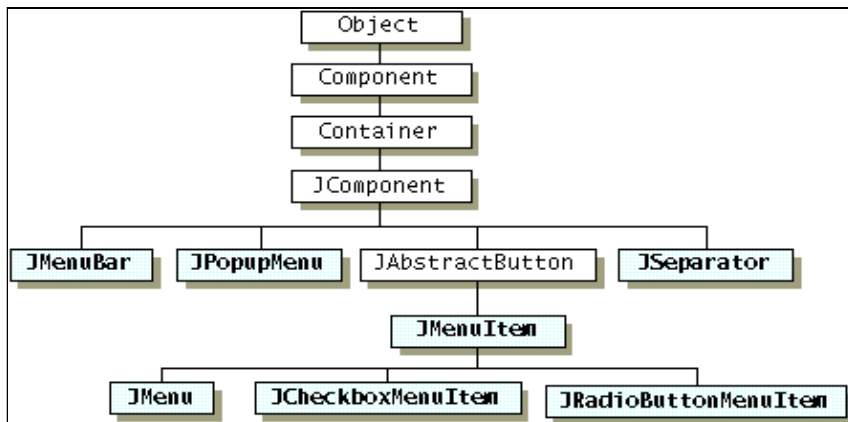 Object
Component
Container
JComponent
JMenuBar JPopupMenu JAbstractButton JSeparator
JMenuItem
JMenu JCheckboxMenuItem JRadioButtonMenuItem